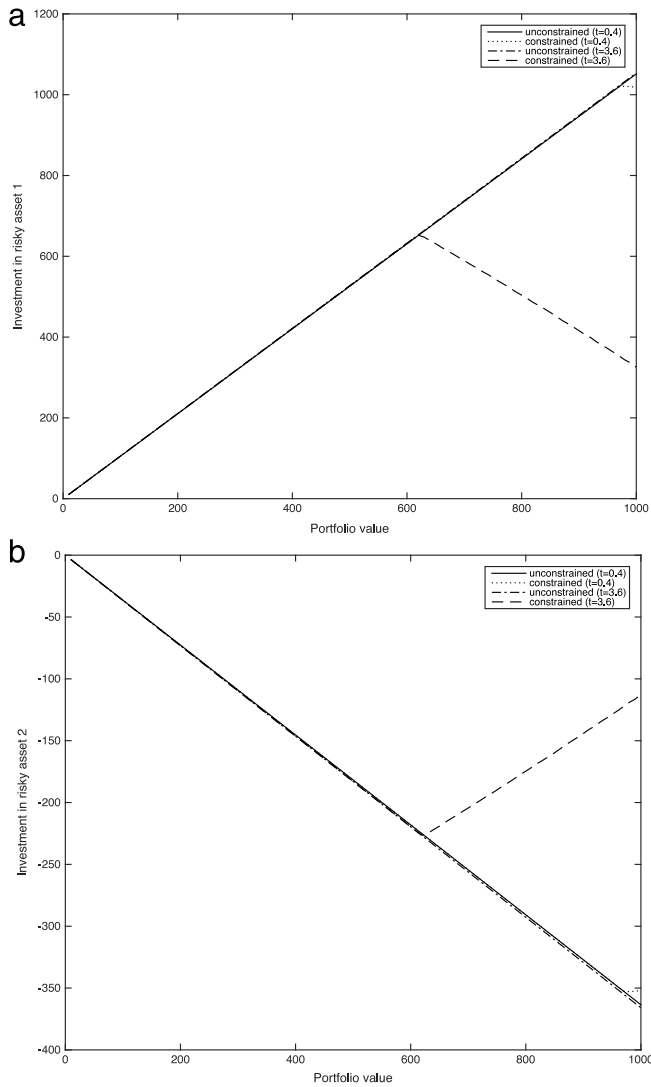 a
1200
1000
800
600
400
200
0
Investment in risky asset 1
unconstrained (t=0.4)
constrained (t=0.4)
unconstrained (t=3.6)
constrained (t=3.6)
0 200 400 600 800 1000
Portfolio value
b
0
-50
-100
-150
-200
-250
-300
-350
-400
Investment in risky asset 2
unconstrained (t=0.4)
constrained (t=0.4)
unconstrained (t=3.6)
constrained (t=3.6)
0 200 400 600 800 1000
Portfolio value